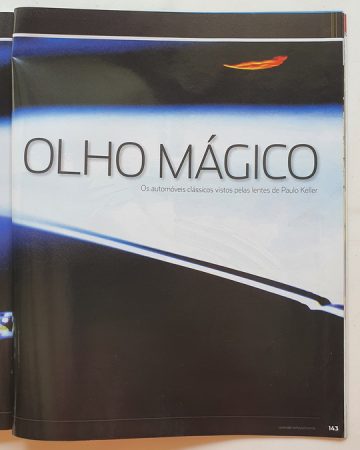 OLHO MÁGICO
Os automóveis clássicos vistos pelas lentes de Paulo Keller
143